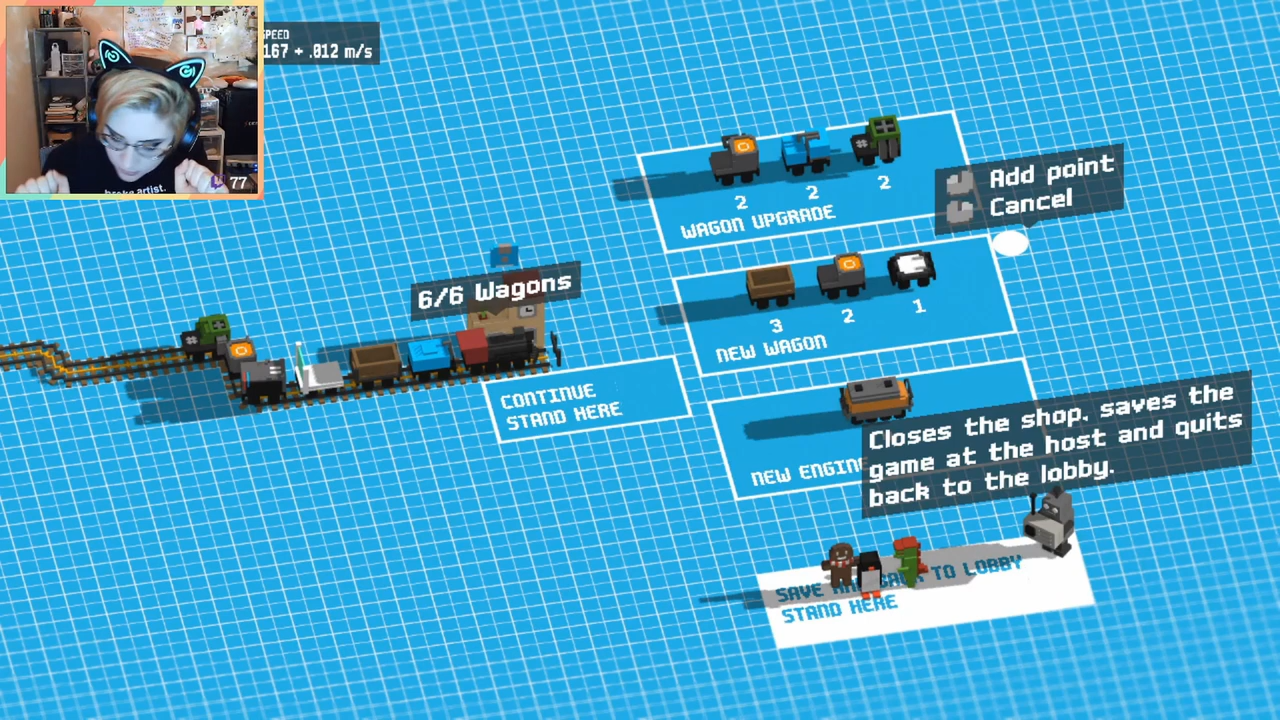 SPEED
167 + .012 m/s
artist.
77
2
2
2
WAGON UPGRADE
Add point
Cancel
6/6 Wagons
3
2
1
NEW WAGON
CONTINUE
STAND HERE
Closes the shop, saves the
game at the host and quits
back to the lobby.
SAVE TO LOBBY
STAND HERE